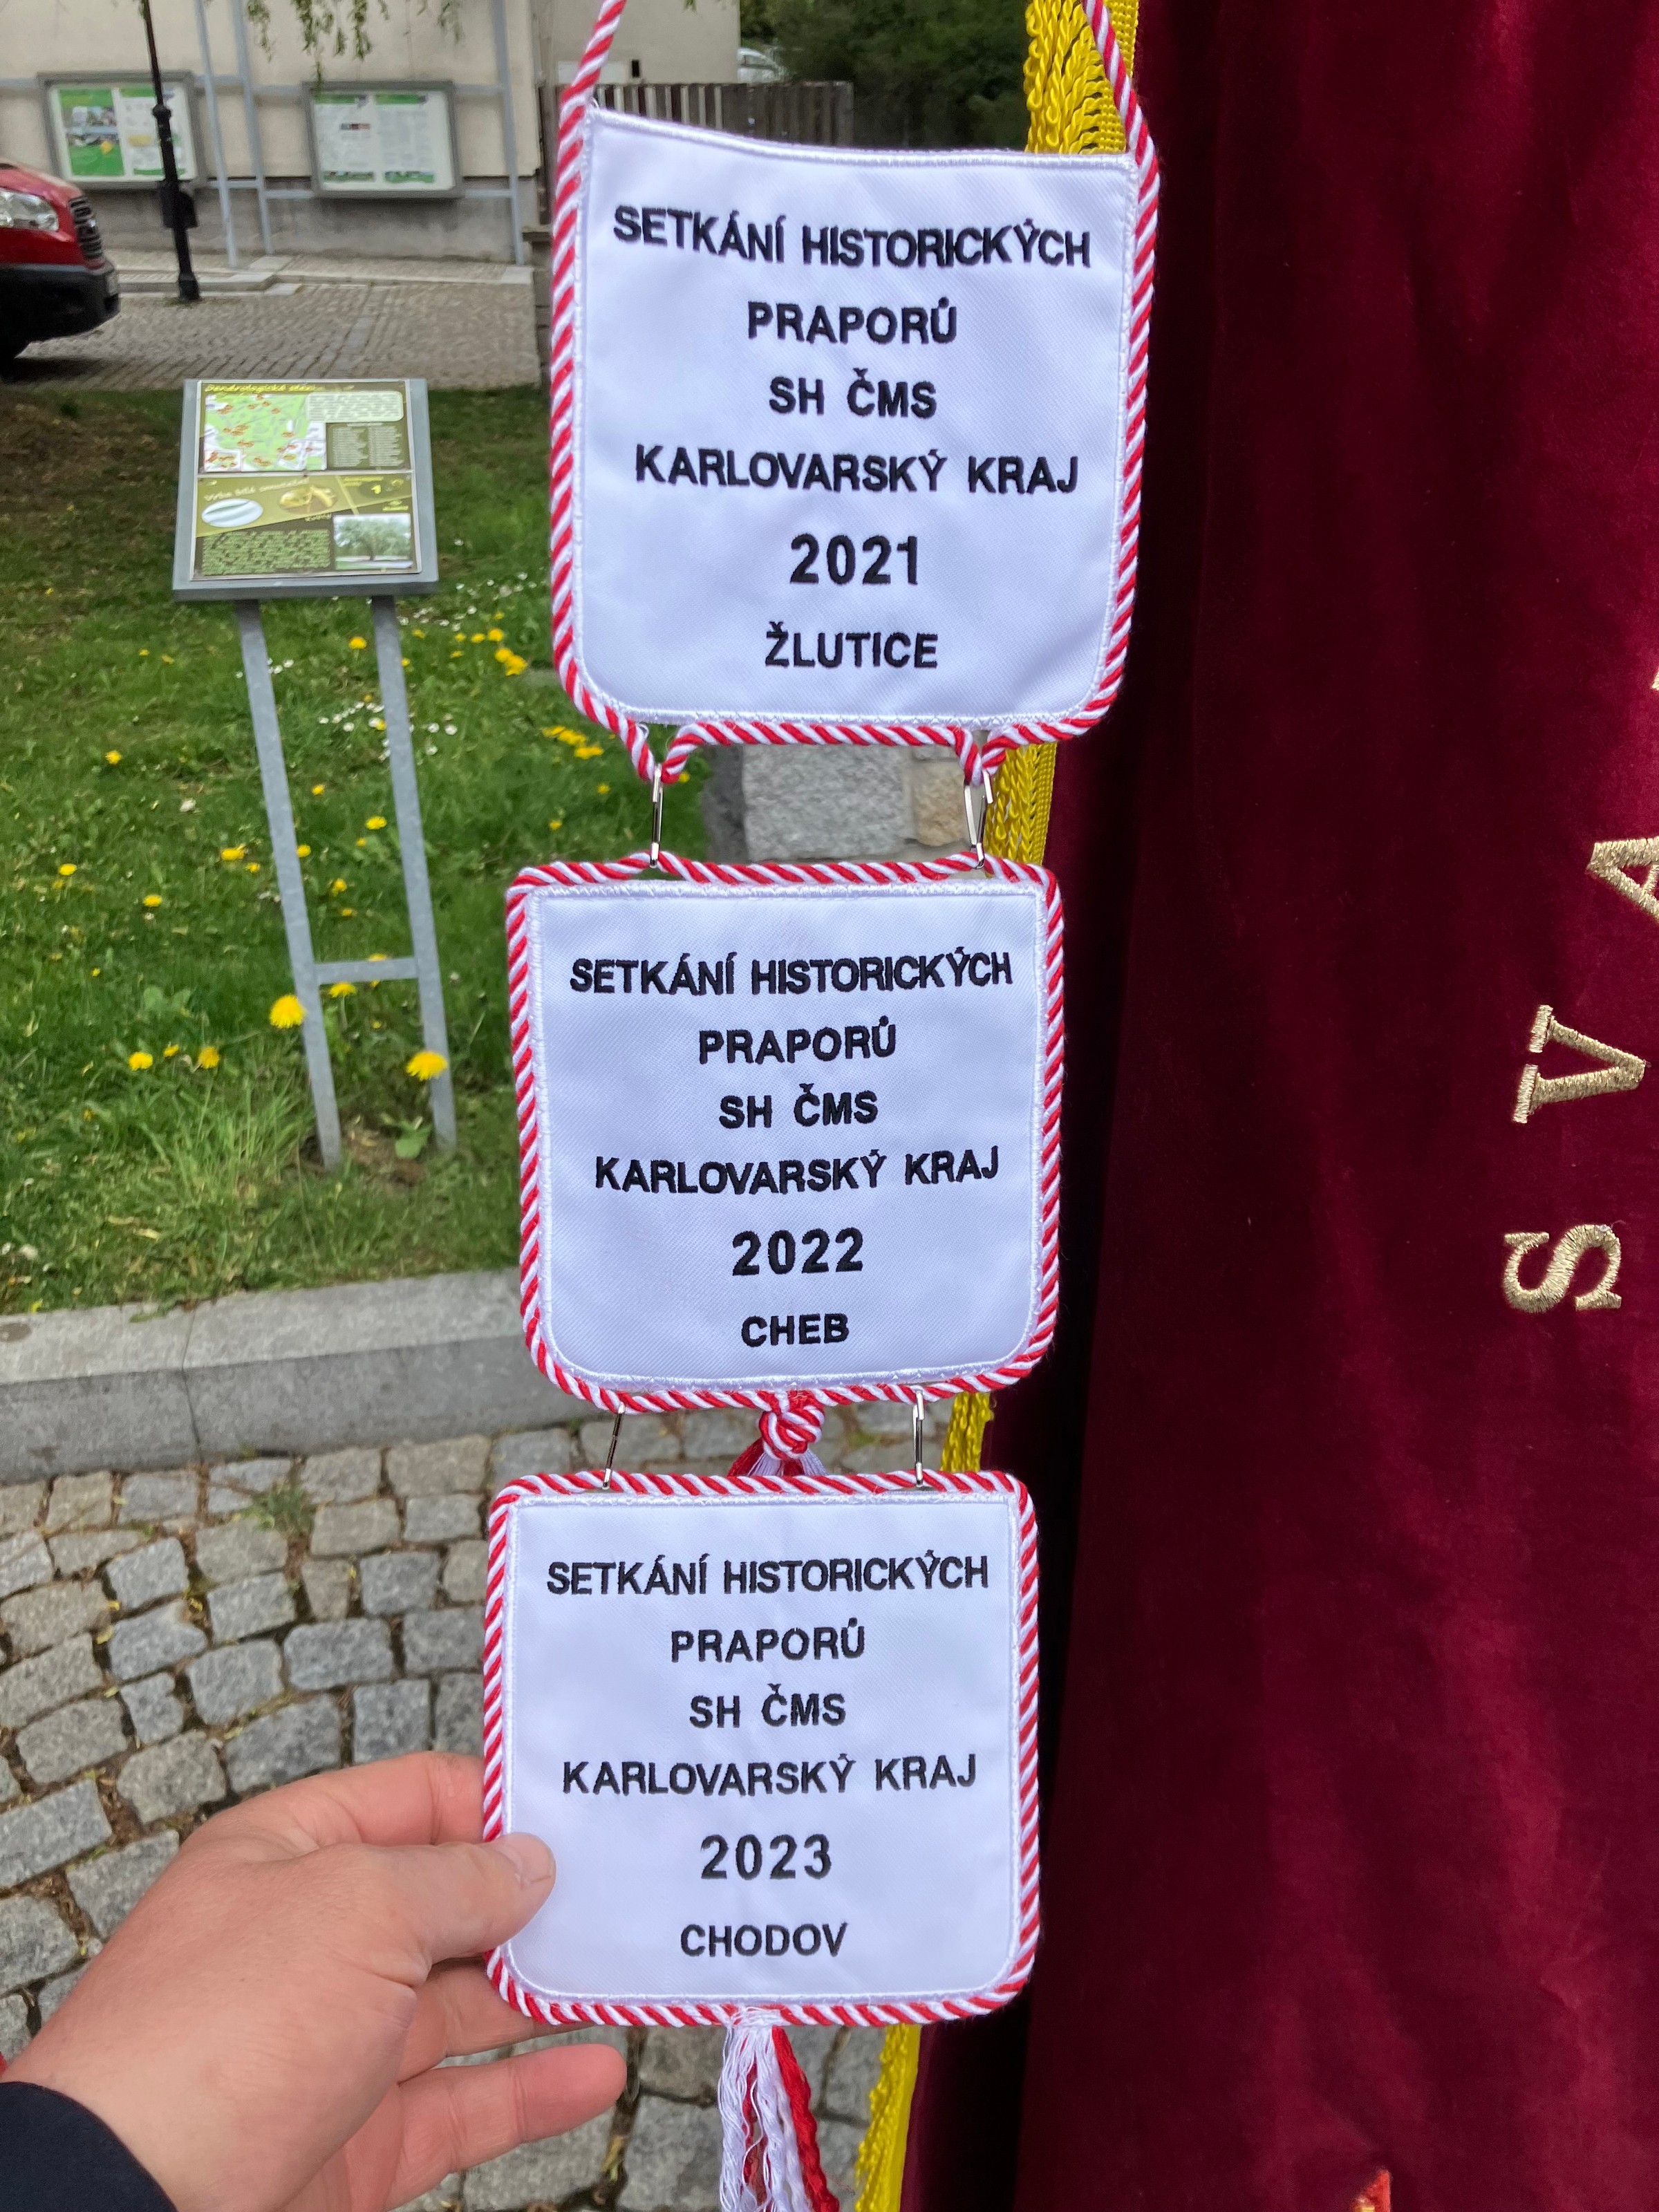 SETKÁNÍ HISTORICKÝCH
PRAPORŮ
SH ČMS
KARLOVARSKÝ KRAJ
2021
ŽLUTICE
SETKÁNÍ HISTORICKÝCH
PRAPORŮ
SH ČMS
KARLOVARSKÝ KRAJ
2022
CHEB
SETKÁNÍ HISTORICKÝCH
PRAPORŮ
SH ČMS
KARLOVARSKÝ KRAJ
2023
CHODOV
SVA